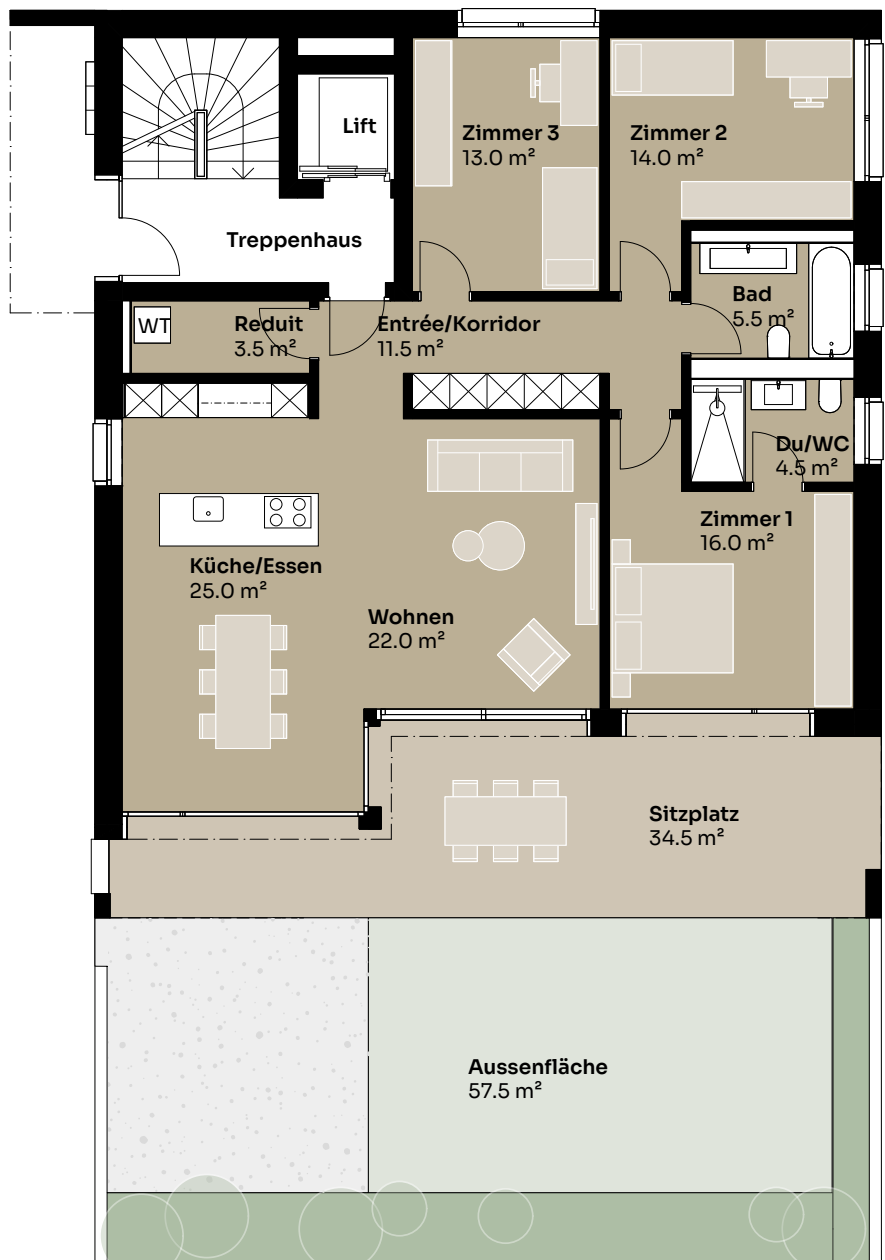 Lift
Zimmer 3
13.0 m²
Zimmer 2
14.0 m²
Treppenhaus
Bad
5.5 m²
WT
Reduit
3.5 m²
Entrée/Korridor
11.5 m²
Du/WC
4.5 m²
Zimmer 1
16.0 m²
Küche/Essen
25.0 m²
Wohnen
22.0 m²
Sitzplatz
34.5 m²
Aussenfläche
57.5 m²